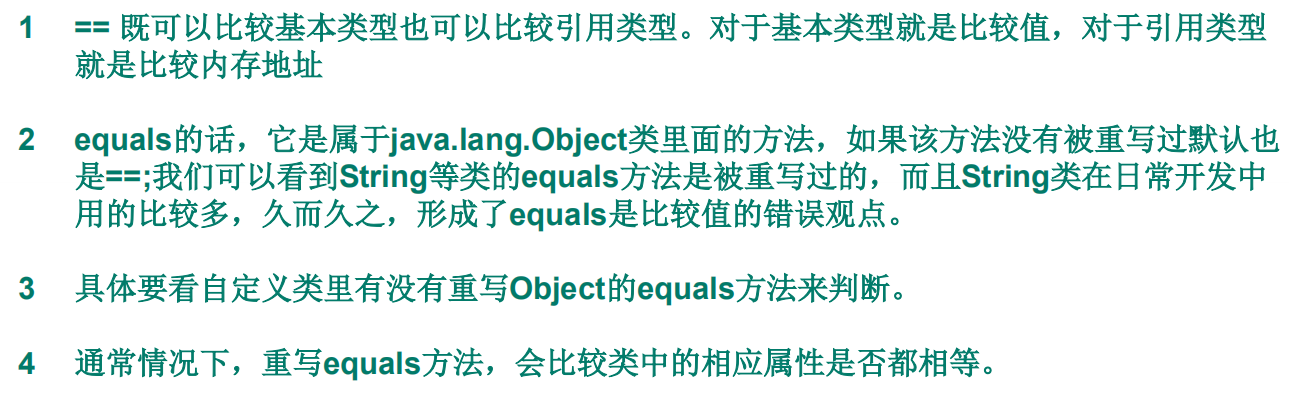 1 == 既可以比较基本类型也可以比较引用类型。对于基本类型就是比较值，对于引用类型
就是比较内存地址
2 equals的话，它是属于java.lang.Object类里面的方法，如果该方法没有被重写过默认也
是==;我们可以看到String等类的equals方法是被重写过的，而且String类在日常开发中
用的比较多，久而久之，形成了equals是比较值的错误观点。
3 具体要看自定义类里有没有重写Object的equals方法来判断。
4 通常情况下，重写equals方法，会比较类中的相应属性是否都相等。